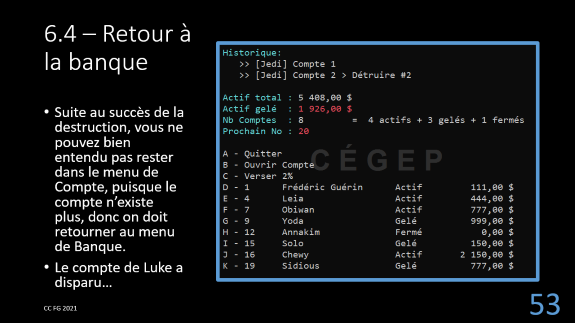 6.4 – Retour à
la banque
• Suite au succès de la
destruction, vous ne
pouvez bien
entendu pas rester
dans le menu de
Compte, puisque le
compte n'existe
plus, donc on doit
retourner au menu
de Banque.
• Le compte de Luke a
disparu…
Historique:
>> [Jedi] Compte 1
>> [Jedi] Compte 2 > Détruire #2
Actif total : 5 408,00 $
Actif gelé : 1 926,00 $
Nb Comptes : 8 = 4 actifs + 3 gelés + 1 fermés
Prochain No : 20
A - Quitter
B - Ouvrir Compte
C - Verser 2%
D - 1 Frédéric Guérin Actif 111,00 $
E - 4 Leia Actif 444,00 $
F - 7 Obiwan Actif 777,00 $
G - 9 Yoda Gelé 999,00 $
H - 12 Annakim Fermé 0,00 $
I - 15 Solo Gelé 150,00 $
J - 16 Chewy Actif 2 150,00 $
K - 19 Sidious Gelé 777,00 $
CÉGEP
CC FG 2021
53